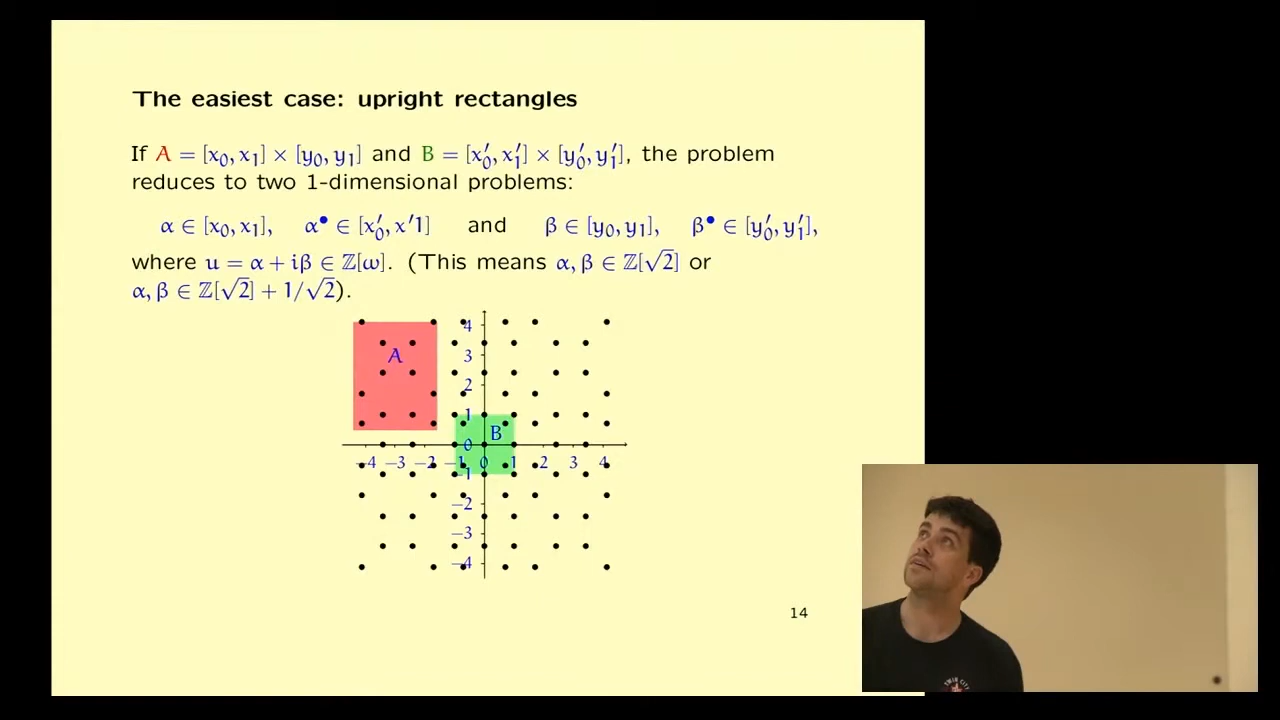 The easiest case: upright rectangles
If A = [x₀, x₁] × [y₀, y₁] and B = [x′₀, x′₁] × [y′₀, y′₁], the problem
reduces to two 1-dimensional problems:
α ∈ [x₀, x₁], α• ∈ [x′₀, x′1] and β ∈ [y₀, y₁], β• ∈ [y′₀, y′₁],
where u = α + iβ ∈ ℤ[ω]. (This means α, β ∈ ℤ[√2] or
α, β ∈ ℤ[√2] + 1/√2).
4
A 3
2
1
B
0
−4 −3 −2 −1 0 1 2 3 4
−1
−2
−3
−4
14
TWIN CITY